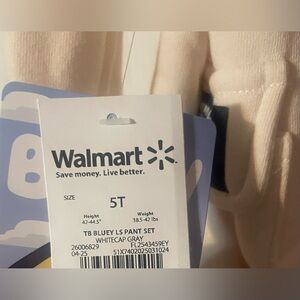 B
Walmart
Save money. Live better.
SIZE
5T
Height
Weight
42-44.5"
38.5-42 lbs
TB BLUEY LS PANT SET
WHITECAP GRAY
26006829
FL2543459EY
04-25
51X7402025031024